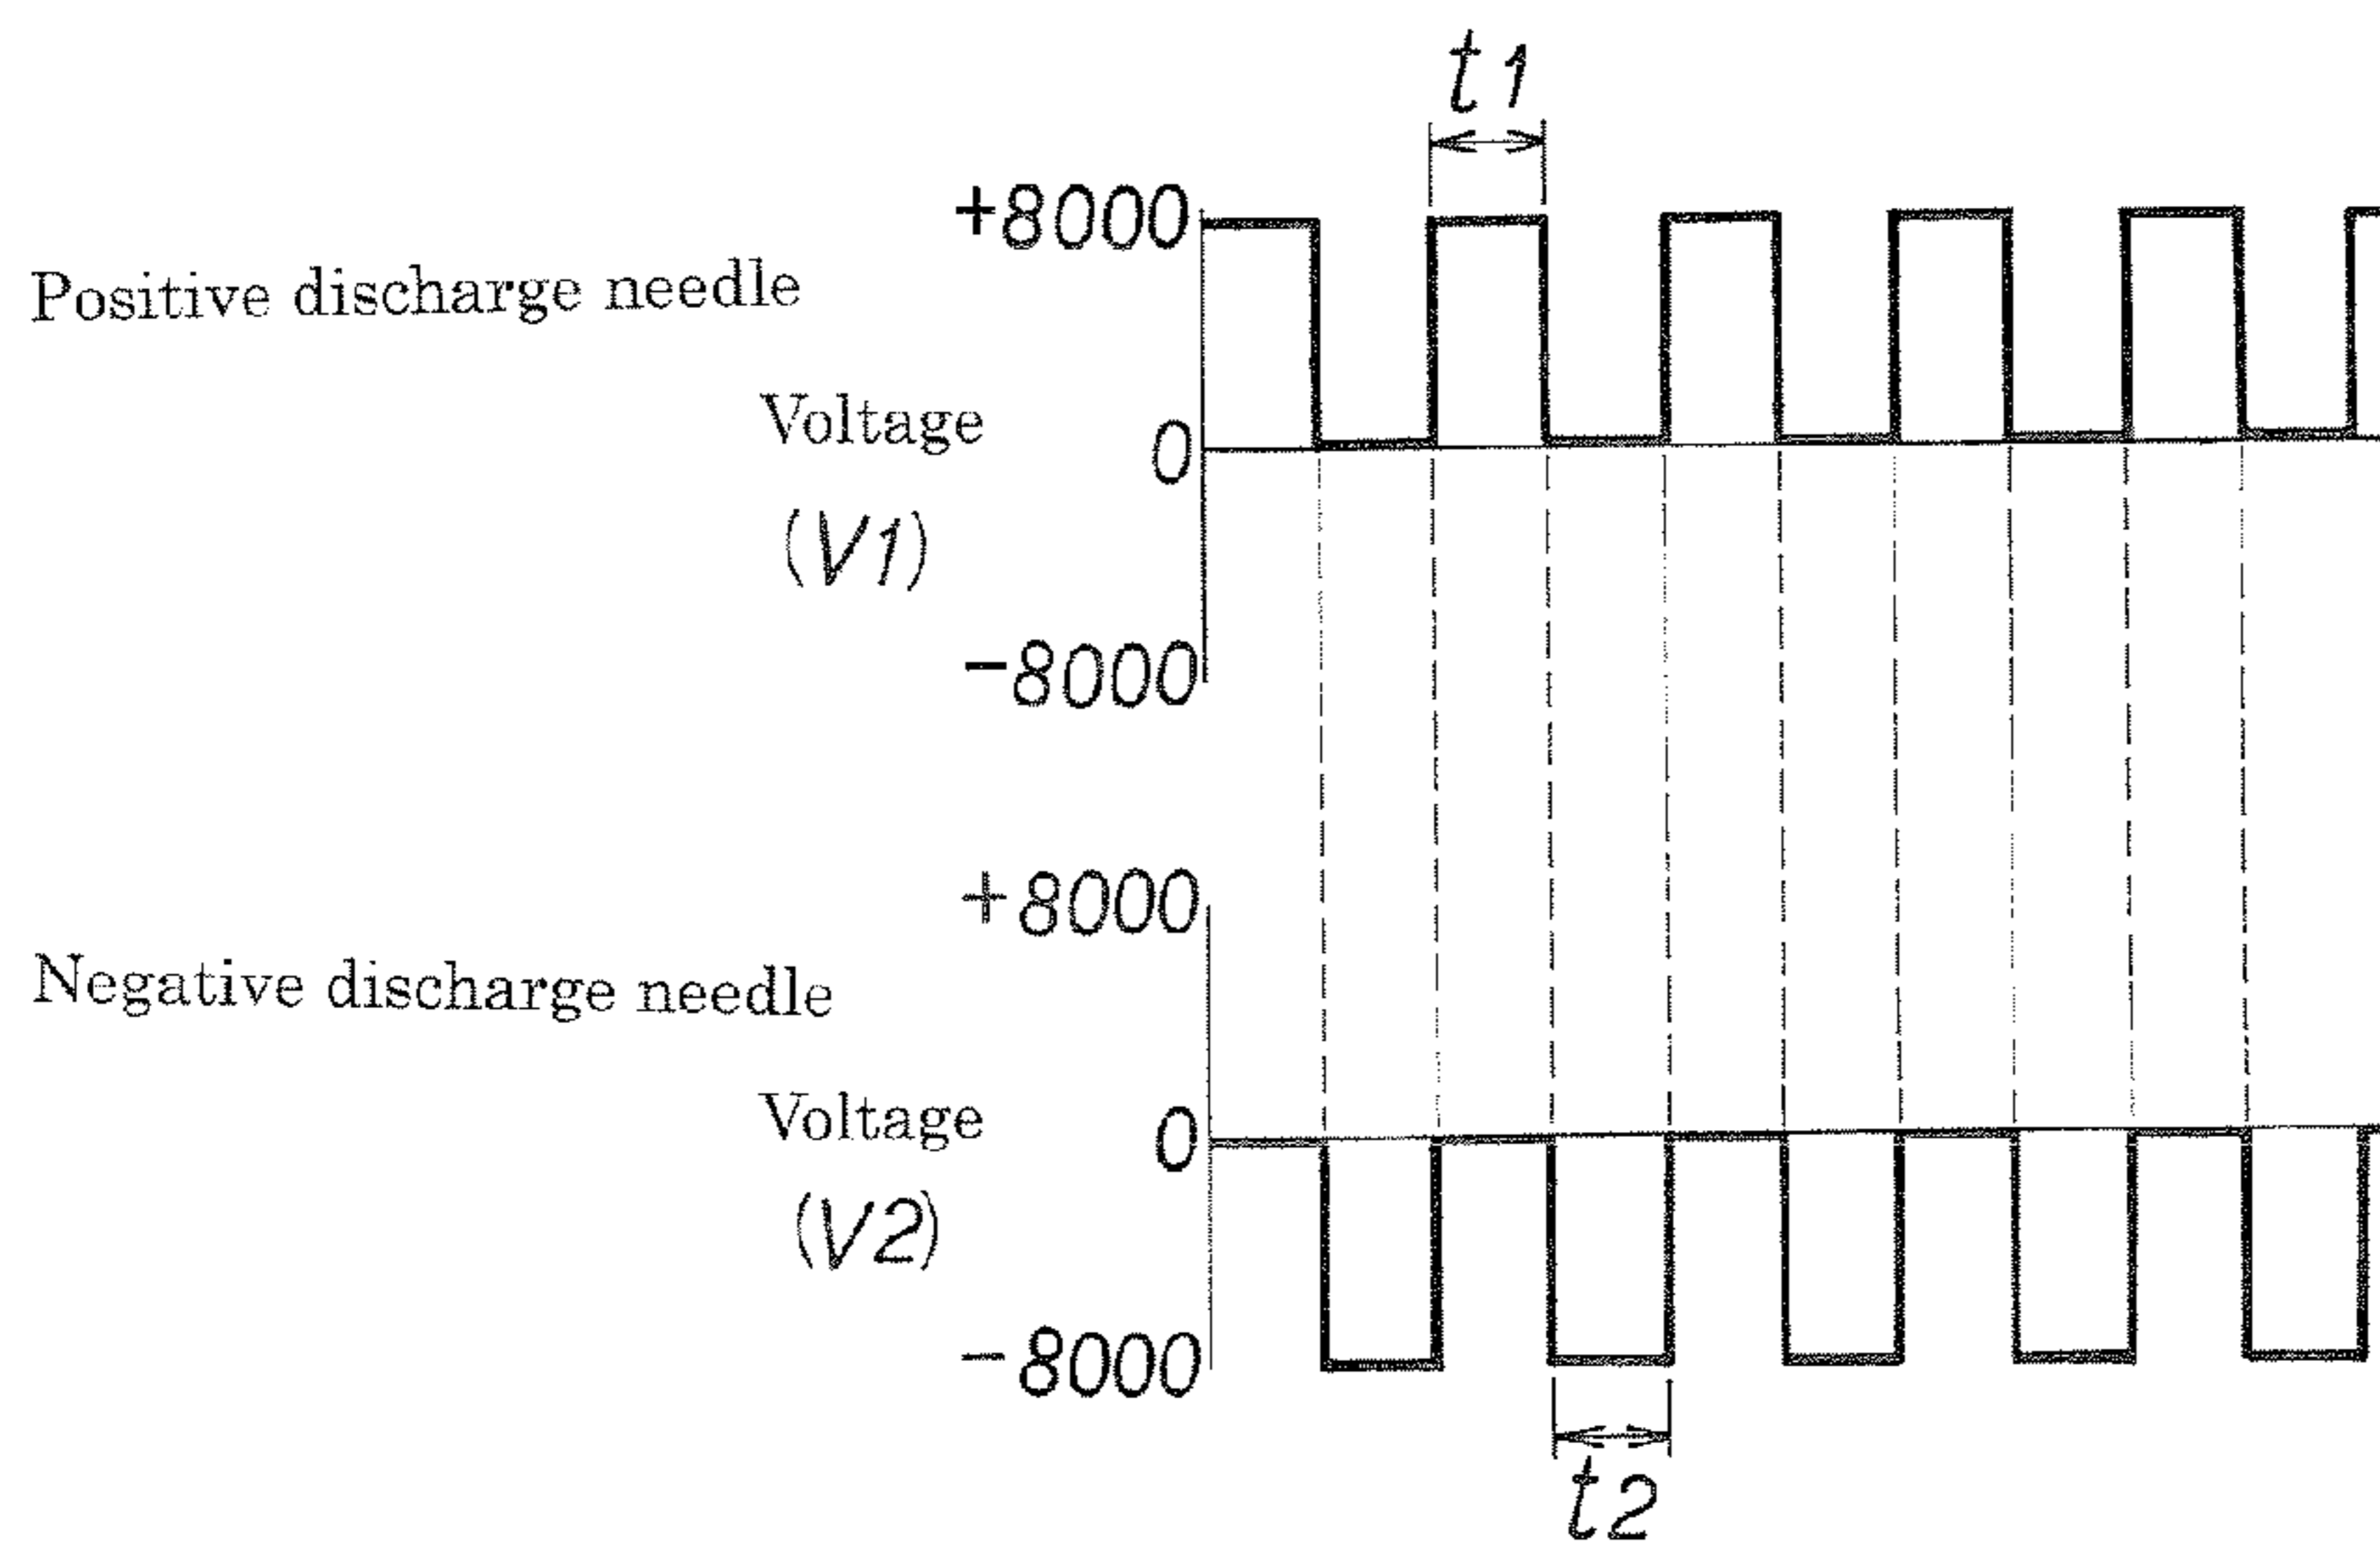 t1
+8000
Positive discharge needle
Voltage
0
(V1)
-8000
+8000
Negative discharge needle
Voltage
0
(V2)
-8000
t2